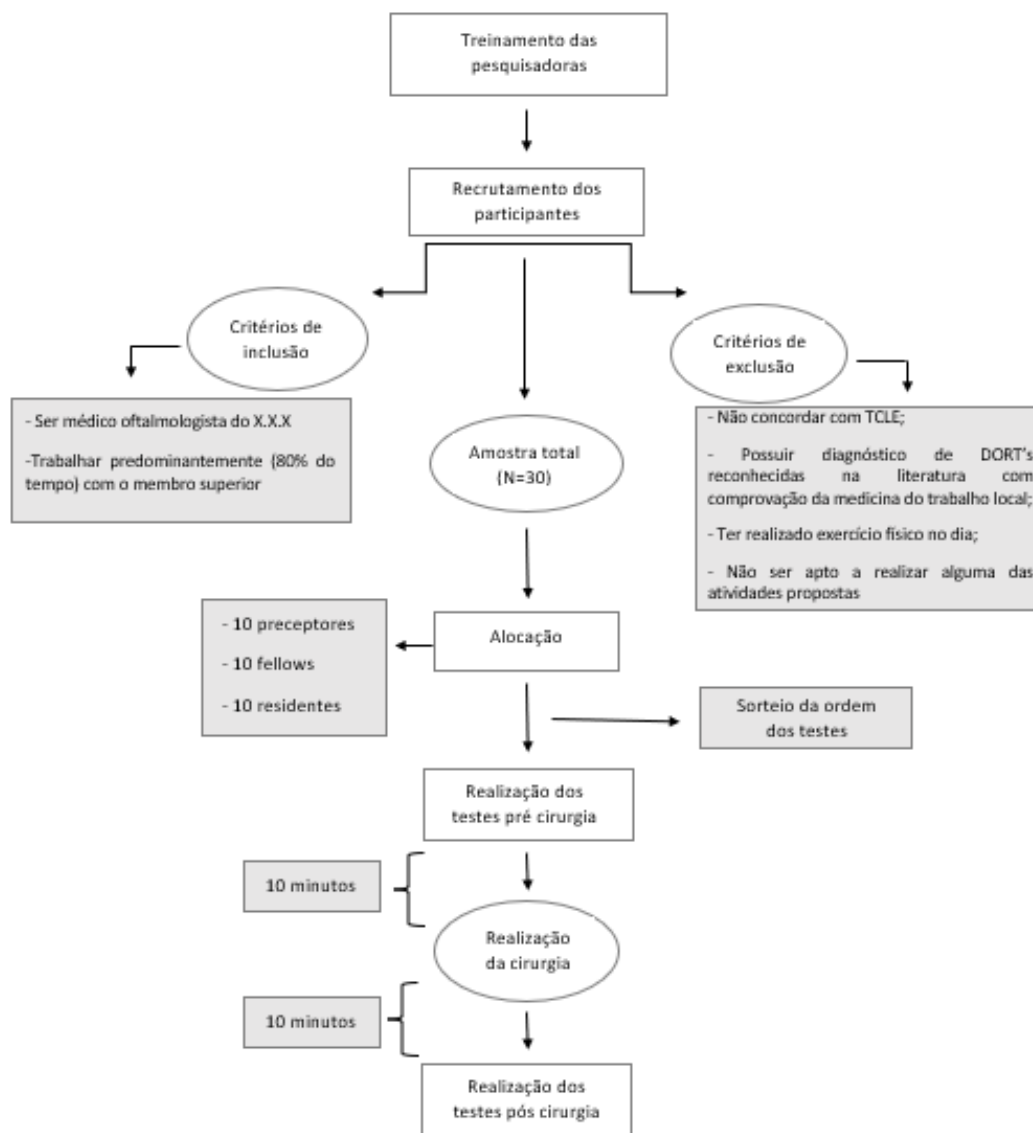 Treinamento das
pesquisadoras
Recrutamento dos
participantes
Critérios de
inclusão
Critérios de
exclusão
- Ser médico oftalmologista do X.X.X
-Trabalhar predominantemente (80% do
tempo) com o membro superior
Amostra total
(N=30)
- Não concordar com TCLE;
- Possuir diagnóstico de DORT's
reconhecidas na literatura com
comprovação da medicina do trabalho local;
- Ter realizado exercício físico no dia;
- Não ser apto a realizar alguma das
atividades propostas
- 10 preceptores
- 10 fellows
- 10 residentes
Alocação
Sorteio da ordem
dos testes
Realização dos
testes pré cirurgia
10 minutos
Realização
da cirurgia
10 minutos
Realização dos
testes pós cirurgia